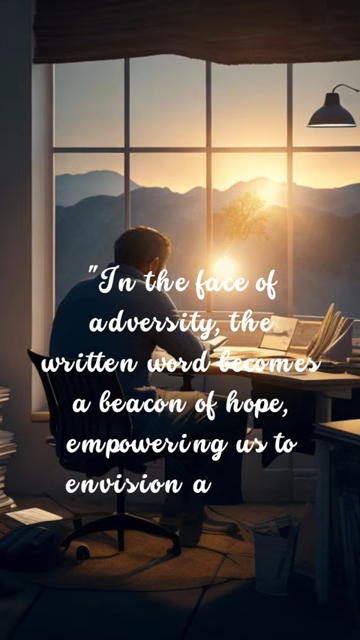 "In the face of
adversity, the
written word becomes
a beacon of hope,
empowering us to
envision a